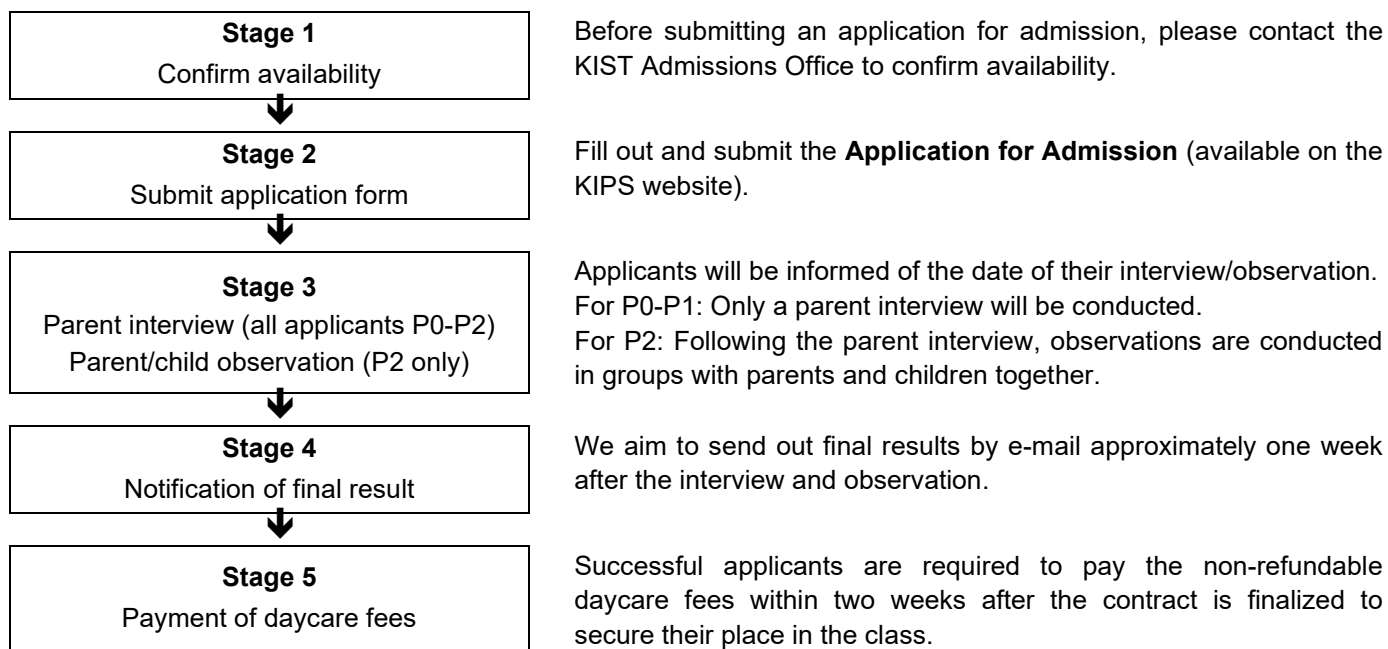 Stage 1
Confirm availability
Before submitting an application for admission, please contact the
KIST Admissions Office to confirm availability.
Stage 2
Submit application form
Fill out and submit the Application for Admission (available on the
KIPS website).
Stage 3
Parent interview (all applicants P0-P2)
Parent/child observation (P2 only)
Applicants will be informed of the date of their interview/observation.
For P0-P1: Only a parent interview will be conducted.
For P2: Following the parent interview, observations are conducted
in groups with parents and children together.
Stage 4
Notification of final result
We aim to send out final results by e-mail approximately one week
after the interview and observation.
Stage 5
Payment of daycare fees
Successful applicants are required to pay the non-refundable
daycare fees within two weeks after the contract is finalized to
secure their place in the class.